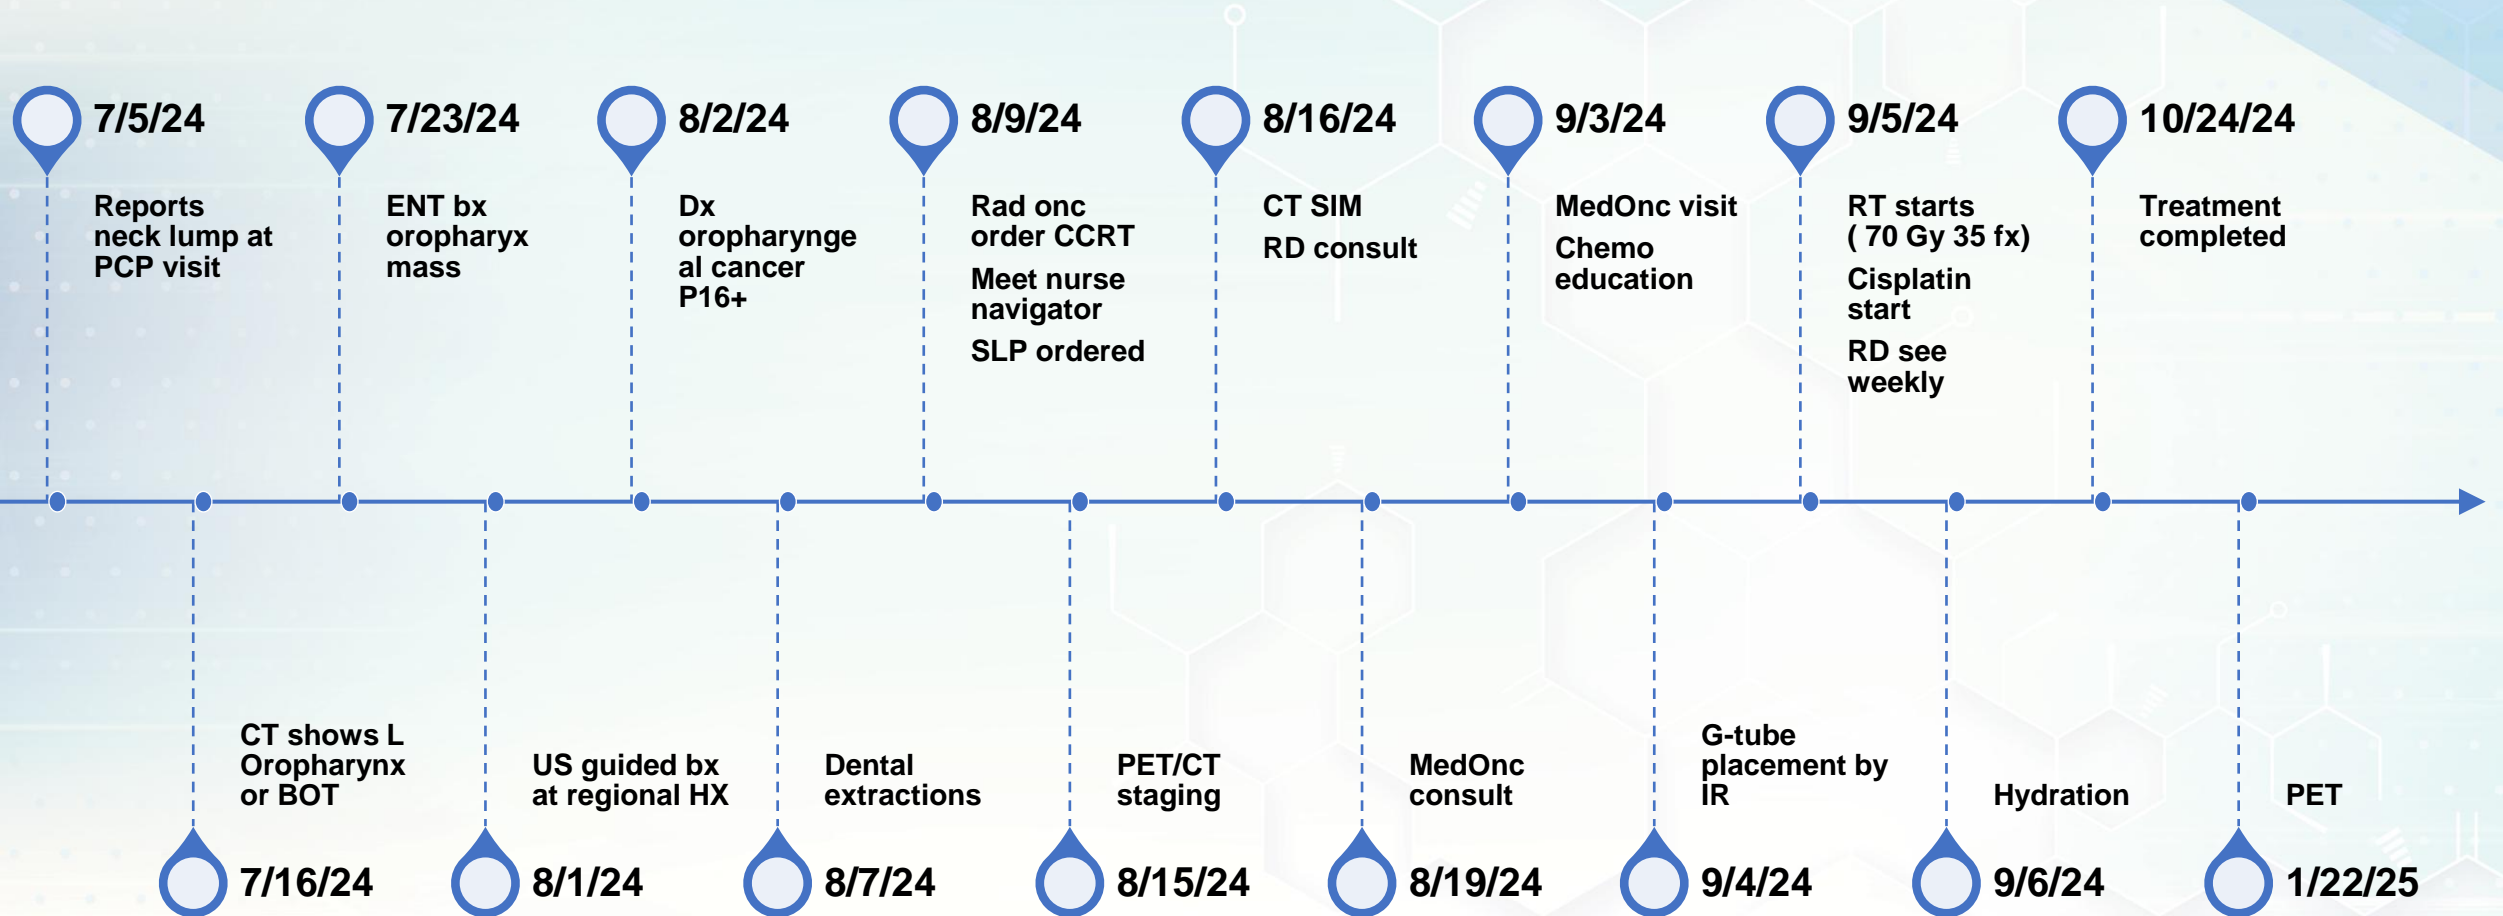 7/5/24
Reports
neck lump at
PCP visit
7/16/24
CT shows L
Oropharynx
or BOT
7/23/24
ENT bx
oropharyx
mass
8/1/24
US guided bx
at regional HX
8/2/24
Dx
oropharynge
al cancer
P16+
8/7/24
Dental
extractions
8/9/24
Rad onc
order CCRT
Meet nurse
navigator
SLP ordered
8/15/24
PET/CT
staging
8/16/24
CT SIM
RD consult
8/19/24
MedOnc
consult
9/3/24
MedOnc visit
Chemo
education
9/4/24
G-tube
placement by
IR
9/5/24
RT starts
( 70 Gy 35 fx)
Cisplatin
start
RD see
weekly
9/6/24
Hydration
10/24/24
Treatment
completed
1/22/25
PET